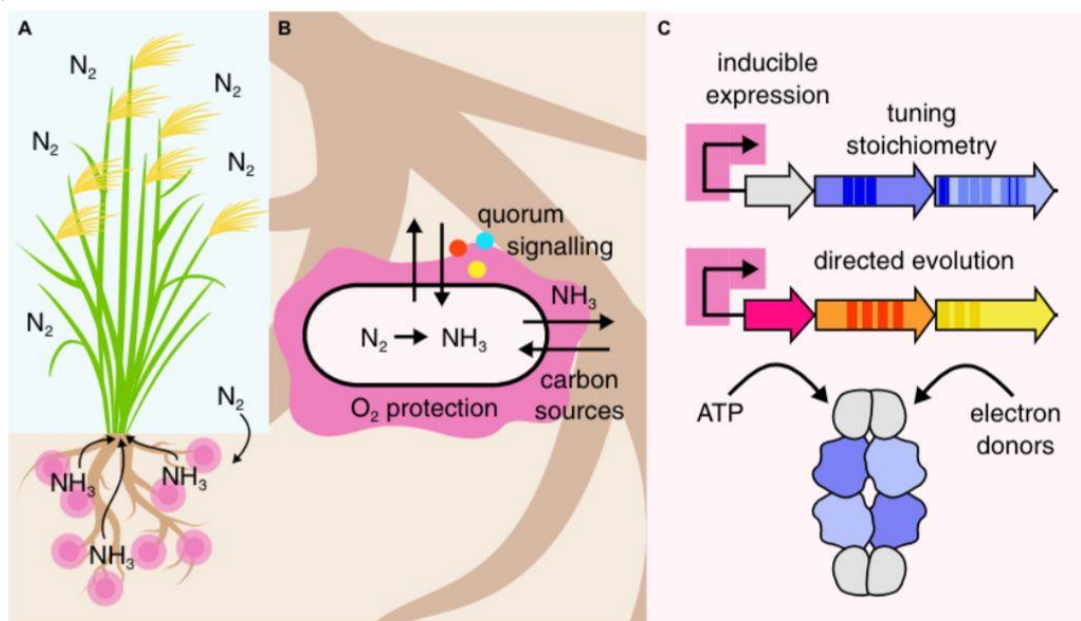 A
N₂
N₂
N₂
N₂
N₂
N₂
NH₃
NH₃
NH₃
B
quorum
signalling
NH₃
N₂ → NH₃
carbon
sources
O₂ protection
C
inducible
expression
tuning
stoichiometry
directed evolution
ATP
electron
donors